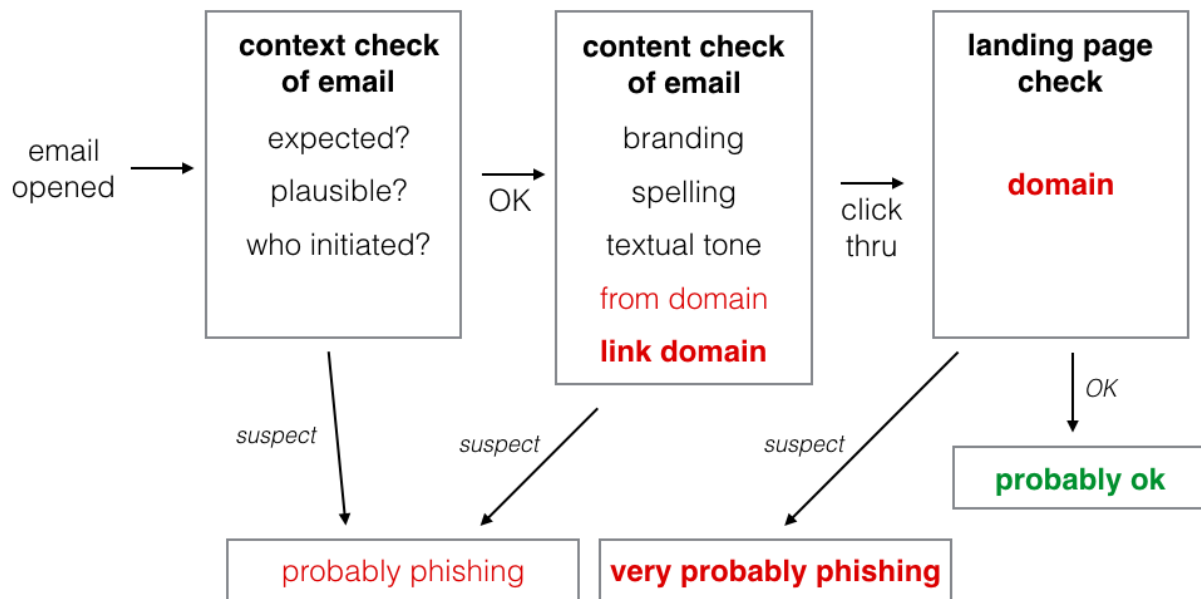 email
opened
context check
of email
expected?
plausible?
who initiated?
OK
content check
of email
branding
spelling
textual tone
from domain
link domain
click
thru
landing page
check
domain
suspect
suspect
suspect
OK
probably ok
probably phishing
very probably phishing